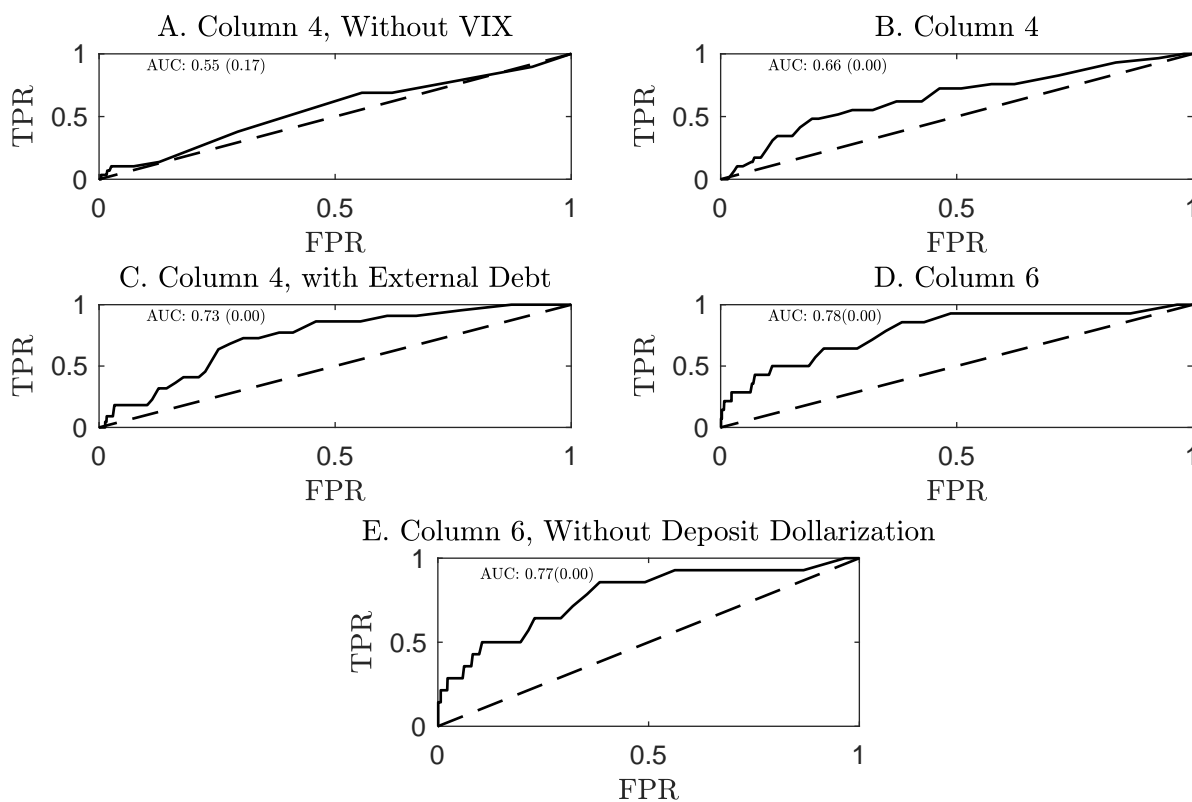 A. Column 4, Without VIX
AUC: 0.55 (0.17)
TPR
1
0.5
0
0 0.5 1
FPR
B. Column 4
AUC: 0.66 (0.00)
TPR
1
0.5
0
0 0.5 1
FPR
C. Column 4, with External Debt
AUC: 0.73 (0.00)
TPR
1
0.5
0
0 0.5 1
FPR
D. Column 6
AUC: 0.78(0.00)
TPR
1
0.5
0
0 0.5 1
FPR
E. Column 6, Without Deposit Dollarization
AUC: 0.77(0.00)
TPR
1
0.5
0
0 0.5 1
FPR